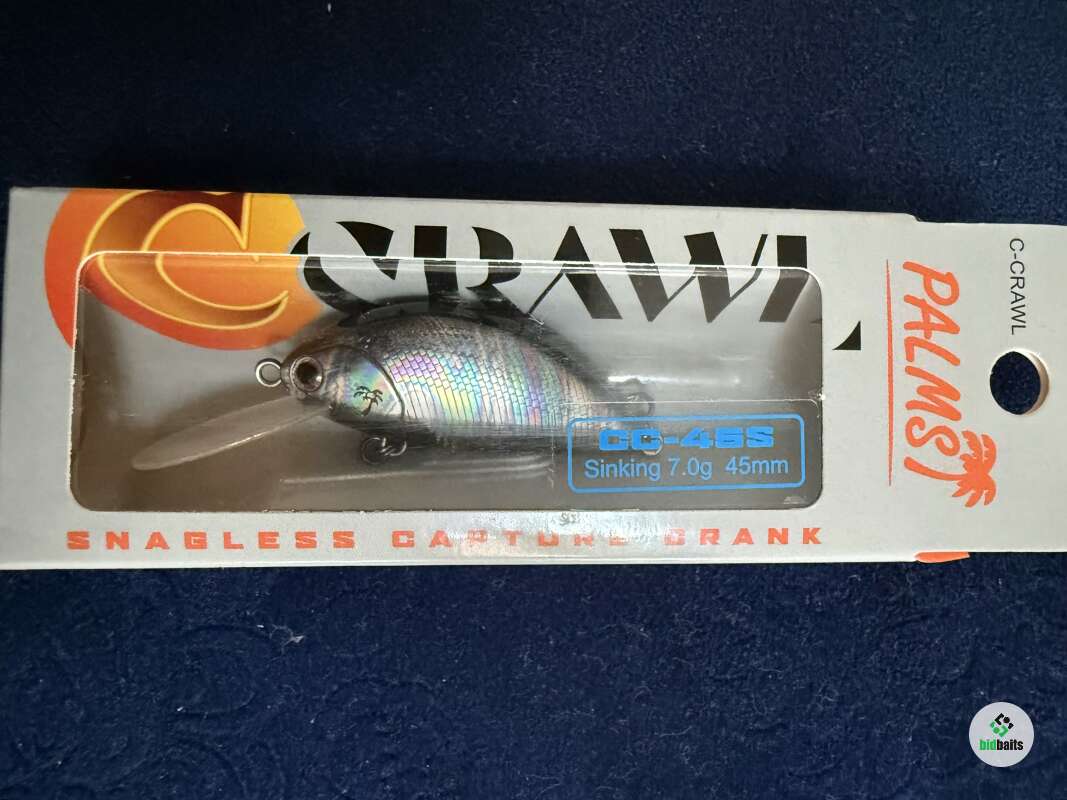 C CRAWL
C-CRAWL
PALMS
CC-45S
Sinking 7.0g 45mm
SNAGLESS CAPTURE CRANK
bidbaits